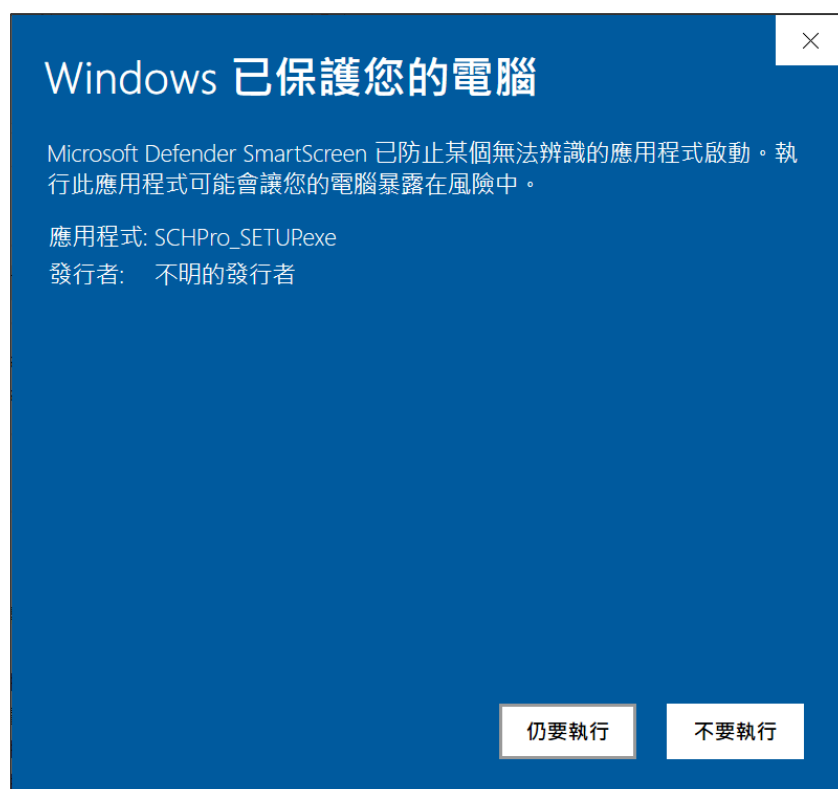 Windows 已保護您的電腦
Microsoft Defender SmartScreen 已防止某個無法辨識的應用程式啟動。執
行此應用程式可能會讓您的電腦暴露在風險中。
應用程式: SCHPro_SETUP.exe
發行者: 不明的發行者
仍要執行
不要執行